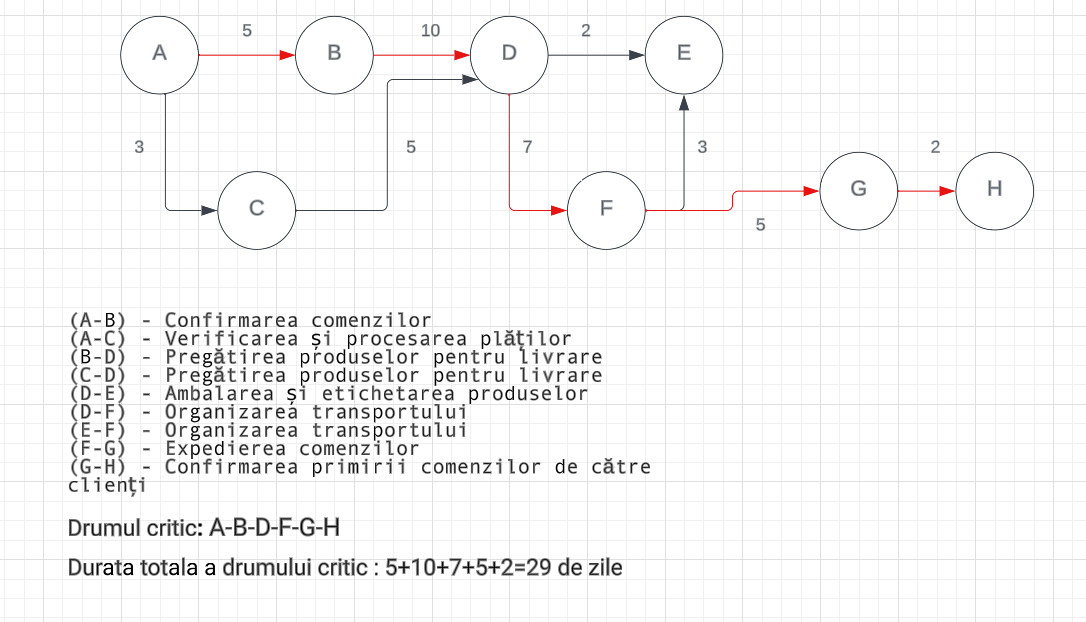 5
10
2
A
B
D
E
3
5
7
3
2
C
F
G
H
5
(A-B) - Confirmarea comenzilor
(A-C) - Verificarea și procesarea plăților
(B-D) - Pregătirea produselor pentru livrare
(C-D) - Pregătirea produselor pentru livrare
(D-E) - Ambalarea și etichetarea produselor
(D-F) - Organizarea transportului
(E-F) - Organizarea transportului
(F-G) - Expedierea comenzilor
(G-H) - Confirmarea primirii comenzilor de către
clienți
Drumul critic: A-B-D-F-G-H
Durata totala a drumului critic : 5+10+7+5+2=29 de zile